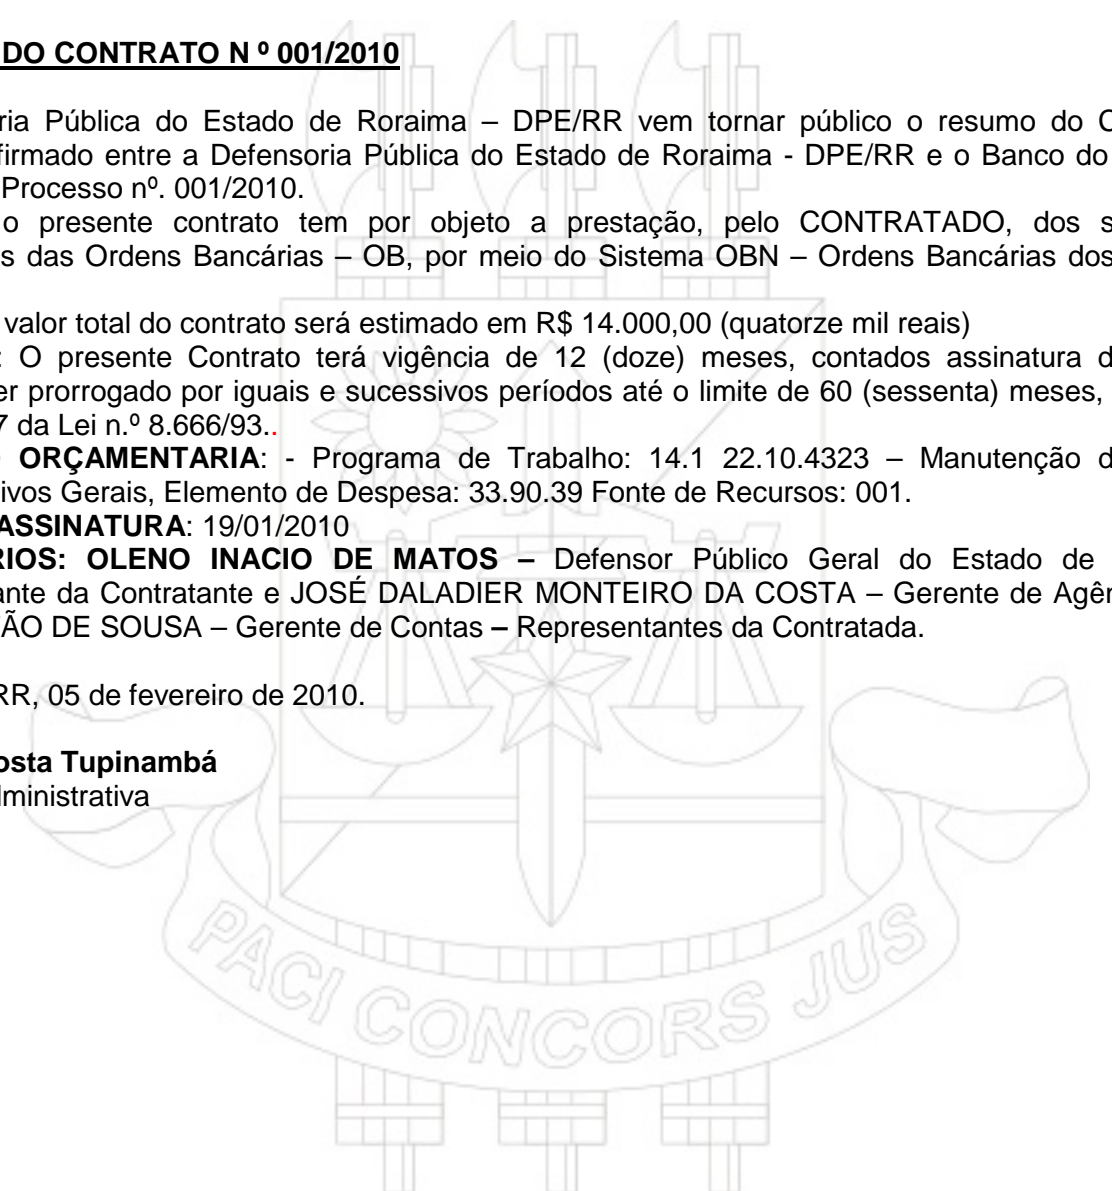 DO CONTRATO N º 001/2010
ria Pública do Estado de Roraima – DPE/RR vem tornar público o resumo do C
firmado entre a Defensoria Pública do Estado de Roraima - DPE/RR e o Banco do
Processo nº. 001/2010.
o presente contrato tem por objeto a prestação, pelo CONTRATADO, dos s
s das Ordens Bancárias – OB, por meio do Sistema OBN – Ordens Bancárias dos
valor total do contrato será estimado em R$ 14.000,00 (quatorze mil reais)
: O presente Contrato terá vigência de 12 (doze) meses, contados assinatura d
er prorrogado por iguais e sucessivos períodos até o limite de 60 (sessenta) meses,
7 da Lei n.º 8.666/93..
ORÇAMENTARIA: - Programa de Trabalho: 14.1 22.10.4323 – Manutenção d
ivos Gerais, Elemento de Despesa: 33.90.39 Fonte de Recursos: 001.
ASSINATURA: 19/01/2010
RIOS: OLENO INACIO DE MATOS – Defensor Público Geral do Estado de
ante da Contratante e JOSÉ DALADIER MONTEIRO DA COSTA – Gerente de Agên
ÃO DE SOUSA – Gerente de Contas – Representantes da Contratada.
RR, 05 de fevereiro de 2010.
osta Tupinambá
dministrativa
PACI CONCORS JUS